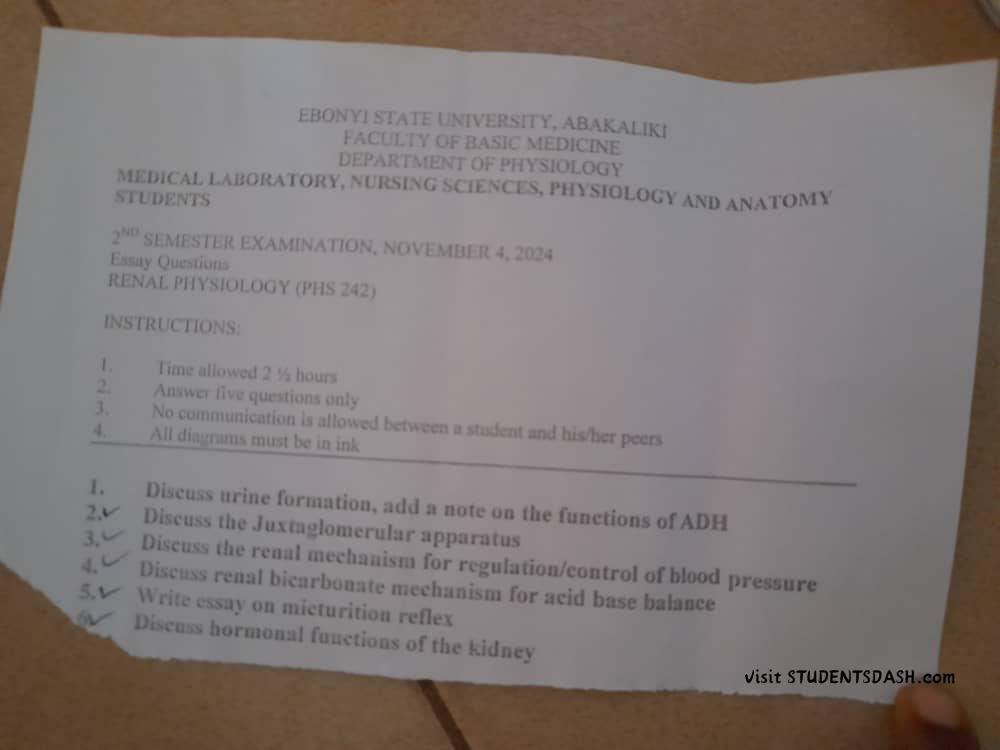 EBONYI STATE UNIVERSITY, ABAKALIKI
FACULTY OF BASIC MEDICINE
DEPARTMENT OF PHYSIOLOGY
MEDICAL LABORATORY, NURSING SCIENCES, PHYSIOLOGY AND ANATOMY
STUDENTS
2ND SEMESTER EXAMINATION, NOVEMBER 4, 2024
Essay Questions
RENAL PHYSIOLOGY (PHS 242)
INSTRUCTIONS:
1. Time allowed 2 ½ hours
2. Answer five questions only
3. No communication is allowed between a student and his/her peers
4. All diagrams must be in ink
1. Discuss urine formation, add a note on the functions of ADH
2. Discuss the Juxtaglomerular apparatus
3. Discuss the renal mechanism for regulation/control of blood pressure
4. Discuss renal bicarbonate mechanism for acid base balance
5. Write essay on micturition reflex
6. Discuss hormonal functions of the kidney
visit STUDENTSDASH.com